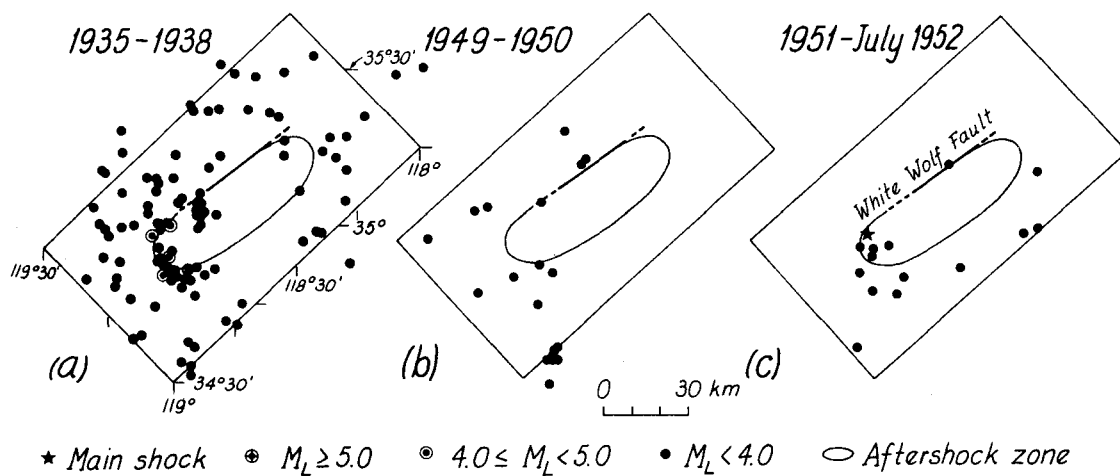 1935-1938
1949-1950
1951-July 1952
35°30'
118°
White Wolf Fault
35°
119°30'
118°30'
(a)
(b)
(c)
34°30'
119°
0 30 km
★ Main shock ⊕ M_L ≥ 5.0 ◉ 4.0 ≤ M_L < 5.0 ● M_L < 4.0 ⬭ Aftershock zone